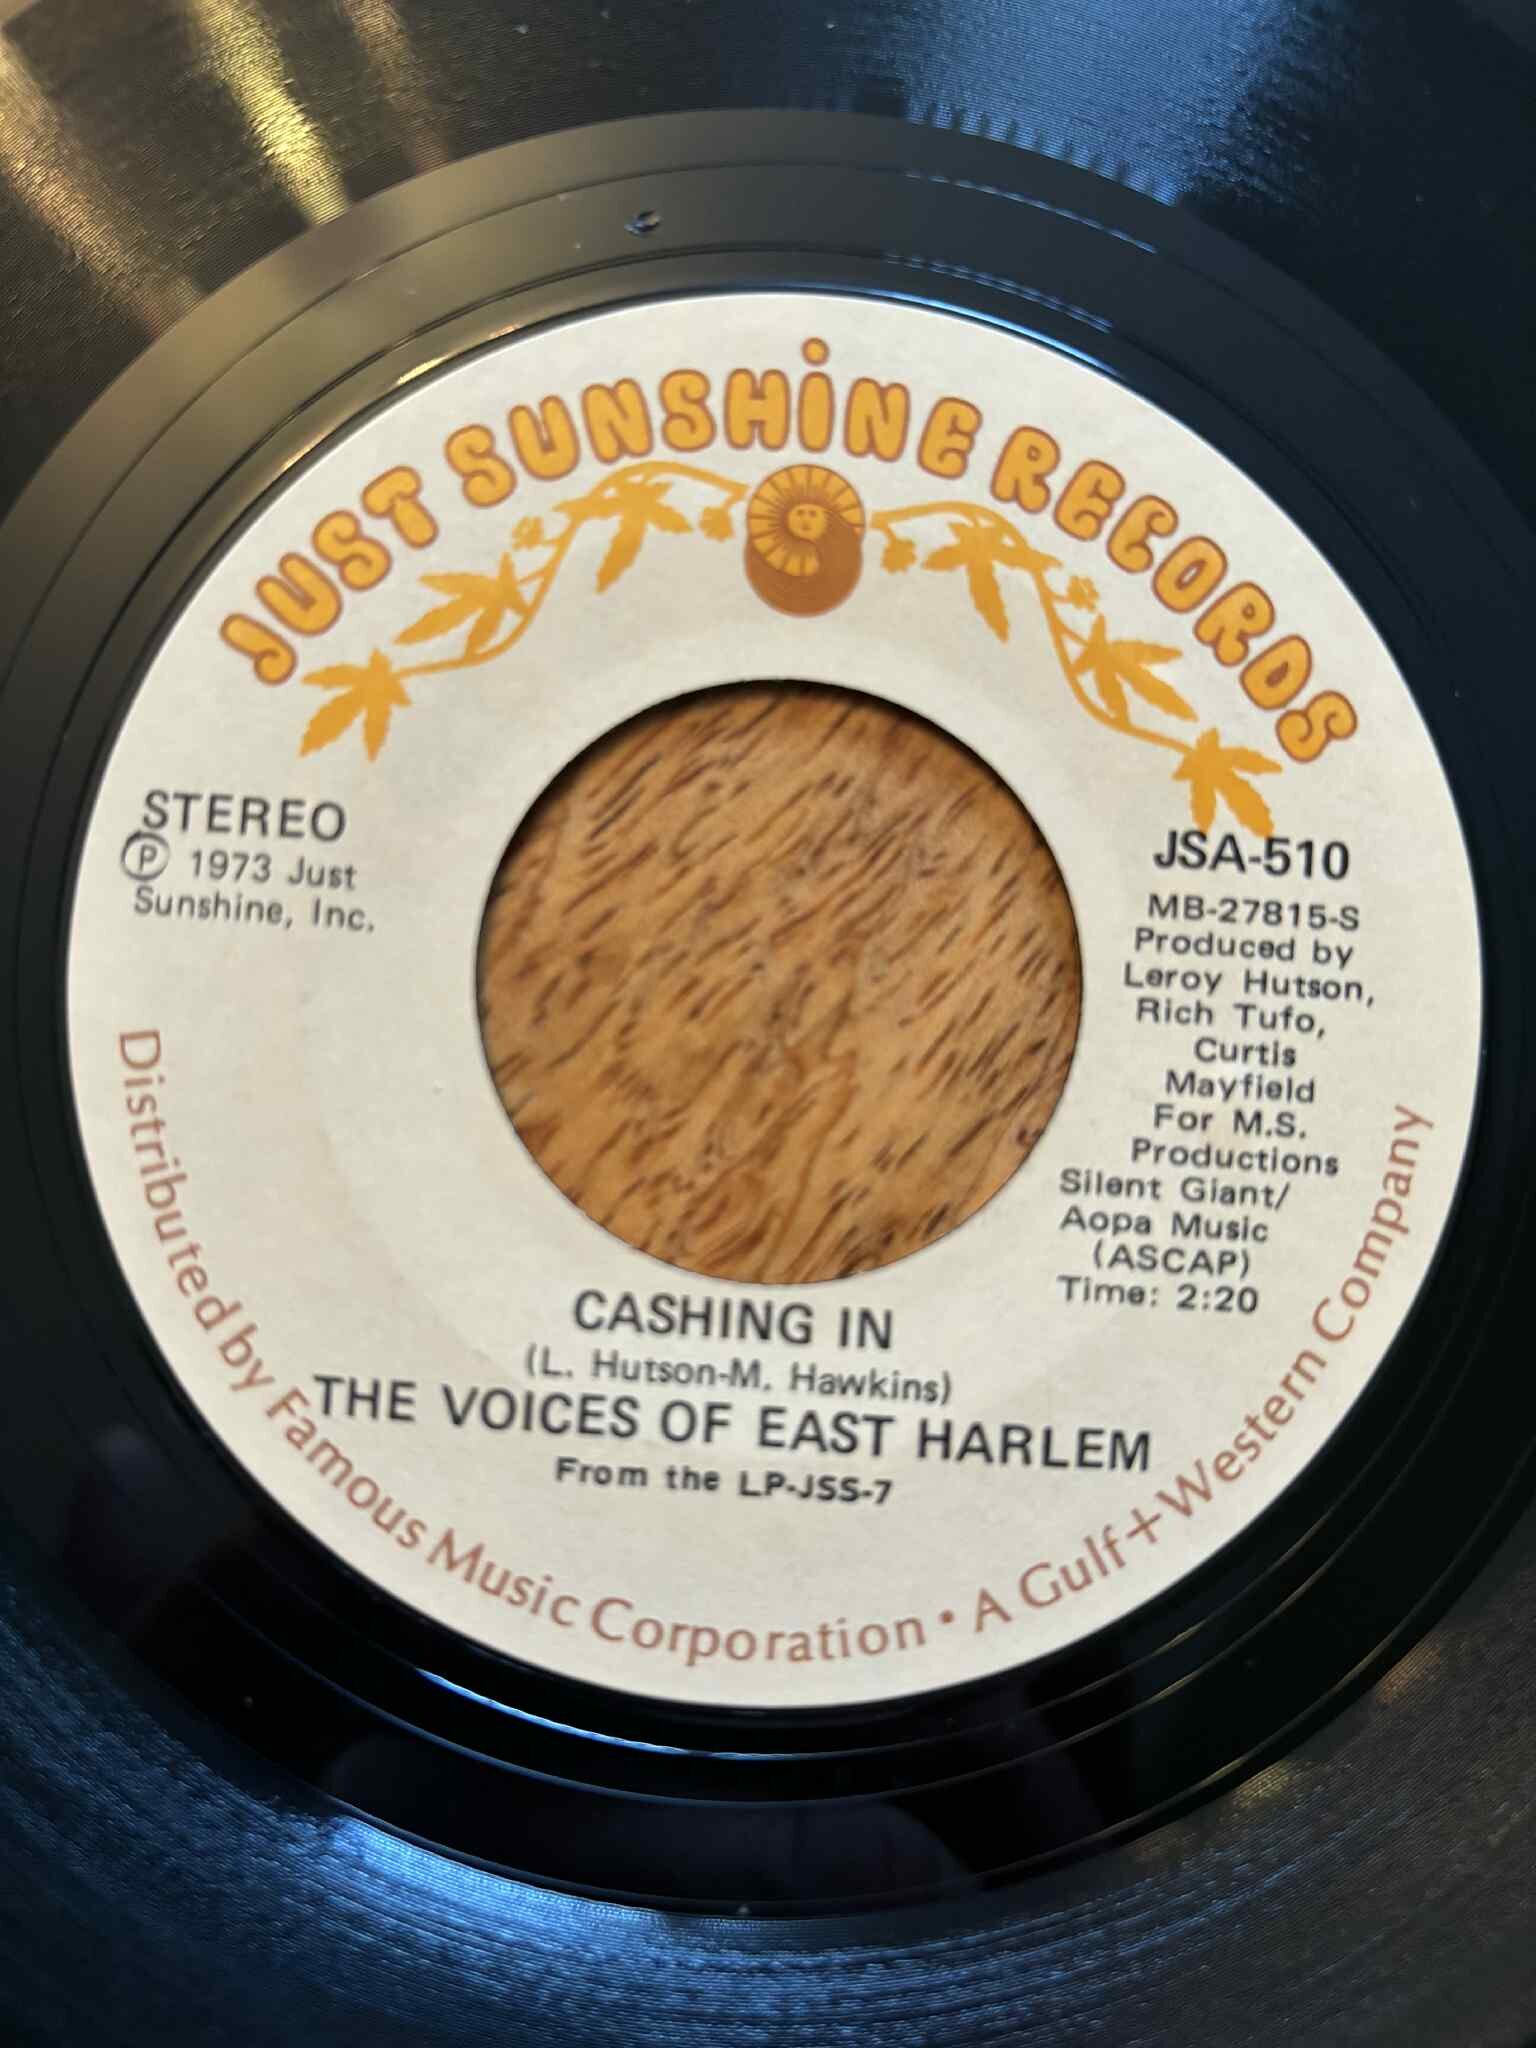 JUST SUNSHiNE RECORDS
STEREO
Ⓟ 1973 Just
Sunshine, Inc.
JSA-510
MB-27815-S
Produced by
Leroy Hutson,
Rich Tufo,
Curtis
Mayfield
For M.S.
Productions
Silent Giant/
Aopa Music
(ASCAP)
Time: 2:20
CASHING IN
(L. Hutson-M. Hawkins)
THE VOICES OF EAST HARLEM
From the LP-JSS-7
Distributed by Famous Music Corporation • A Gulf+Western Company